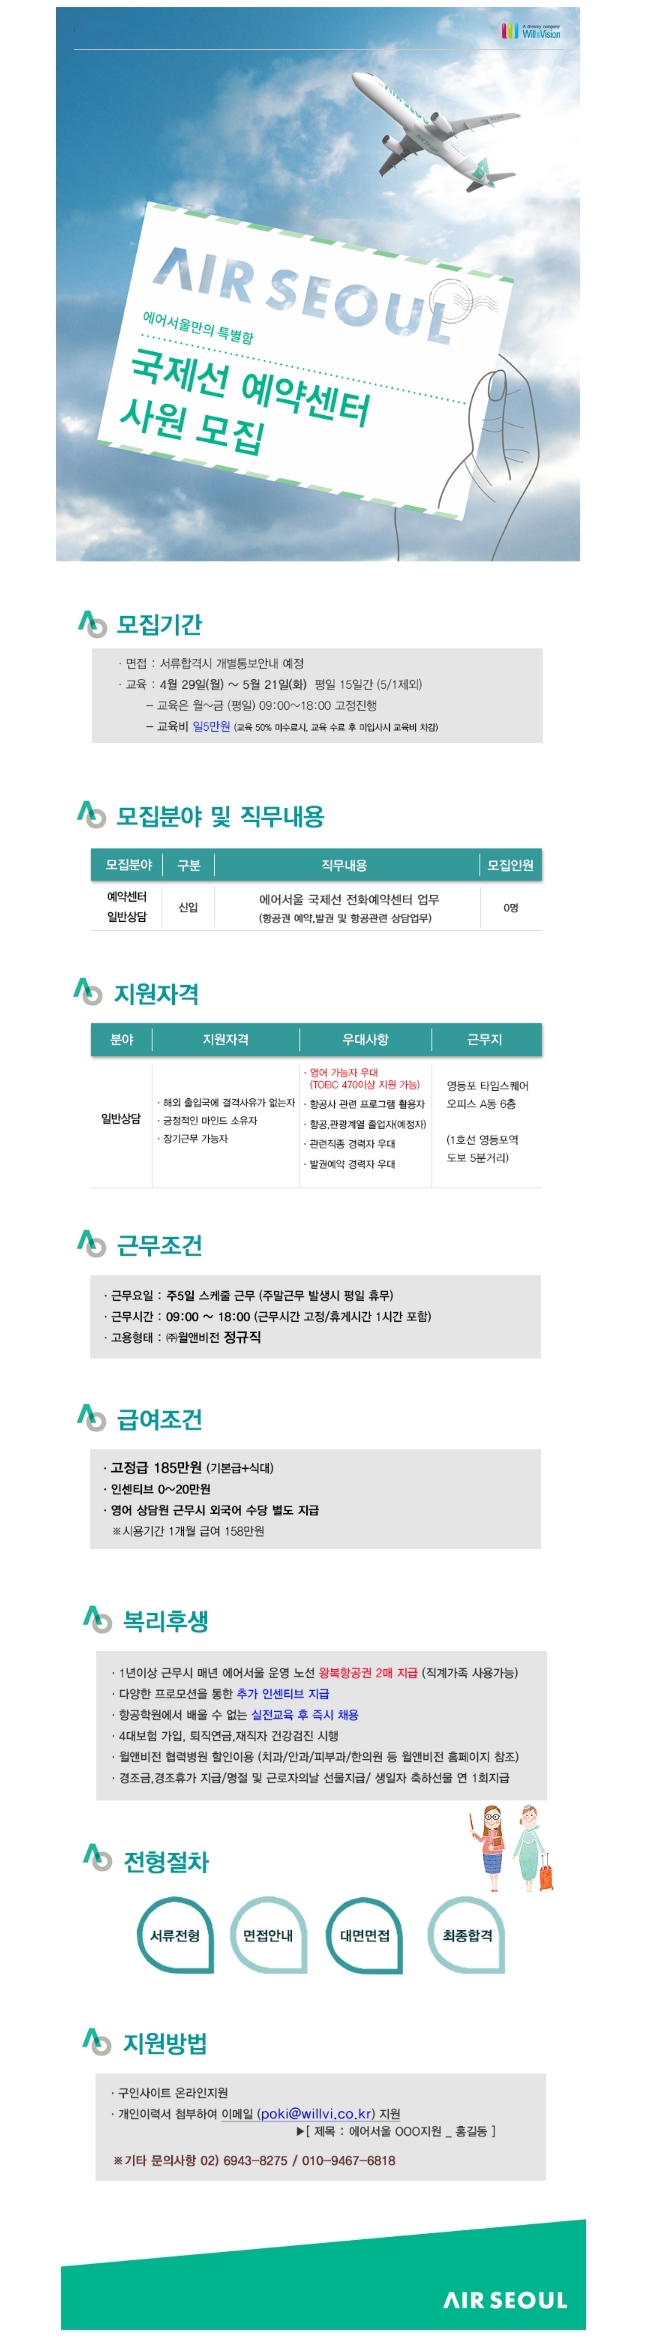 A dreamy company
Will&Vision
AIR SEOUL
AIR SEOUL
에어서울만의 특별함
국제선 예약센터
사원 모집
모집기간
· 면접 : 서류합격시 개별통보안내 예정
· 교육 : 4월 29일(월) ~ 5월 21일(화) 평일 15일간 (5/1제외)
- 교육은 월~금 (평일) 09:00~18:00 고정진행
- 교육비 일5만원 (교육 50% 미수료시, 교육 수료 후 미입사시 교육비 차감)
모집분야 및 직무내용
모집분야 구분 직무내용 모집인원
예약센터
일반상담
신입
에어서울 국제선 전화예약센터 업무
(항공권 예약,발권 및 항공관련 상담업무)
0명
지원자격
분야 지원자격 우대사항 근무지
일반상담
· 해외 출입국에 결격사유가 없는자
· 긍정적인 마인드 소유자
· 장기근무 가능자
· 영어 가능자 우대
(TOEIC 470이상 지원 가능)
· 항공사 관련 프로그램 활용자
· 항공,관광계열 졸업자(예정자)
· 관련직종 경력자 우대
· 발권예약 경력자 우대
영등포 타임스퀘어
오피스 A동 6층
(1호선 영등포역
도보 5분거리)
근무조건
· 근무요일 : 주5일 스케줄 근무 (주말근무 발생시 평일 휴무)
· 근무시간 : 09:00 ~ 18:00 (근무시간 고정/휴게시간 1시간 포함)
· 고용형태 : ㈜윌앤비전 정규직
급여조건
· 고정급 185만원 (기본급+식대)
· 인센티브 0~20만원
· 영어 상담원 근무시 외국어 수당 별도 지급
※시용기간 1개월 급여 158만원
복리후생
· 1년이상 근무시 매년 에어서울 운영 노선 왕복항공권 2매 지급 (직계가족 사용가능)
· 다양한 프로모션을 통한 추가 인센티브 지급
· 항공학원에서 배울 수 없는 실전교육 후 즉시 채용
· 4대보험 가입, 퇴직연금,재직자 건강검진 시행
· 윌앤비전 협력병원 할인이용 (치과/안과/피부과/한의원 등 윌앤비전 홈페이지 참조)
· 경조금,경조휴가 지급/명절 및 근로자의날 선물지급/ 생일자 축하선물 연 1회지급
전형절차
서류전형 면접안내 대면면접 최종합격
지원방법
· 구인사이트 온라인지원
· 개인이력서 첨부하여 이메일 (poki@willvi.co.kr) 지원
▶[ 제목 : 에어서울 OOO지원 _ 홍길동 ]
※기타 문의사항 02) 6943-8275 / 010-9467-6818
AIR SEOUL